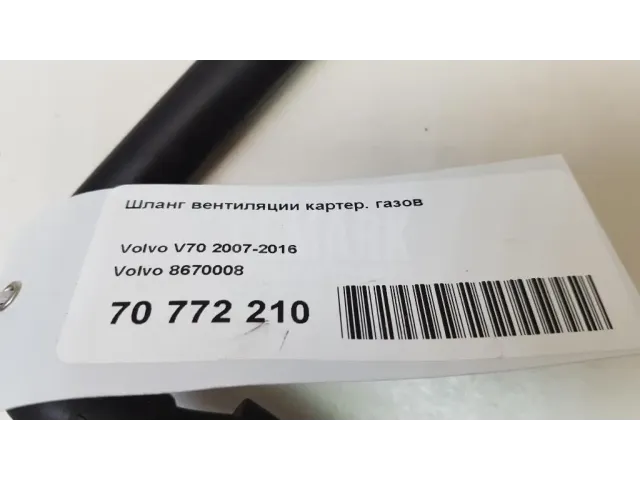 Шланг вентиляции картер. газов
Volvo V70 2007-2016
Volvo 8670008
70 772 210